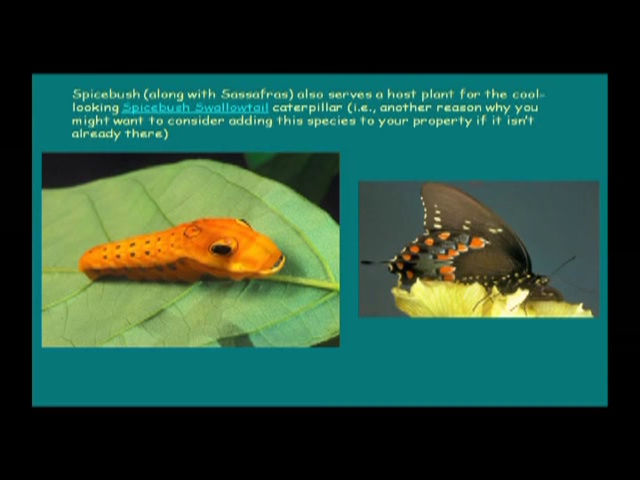 Spicebush (along with Sassafras) also serves a host plant for the cool-
looking Spicebush Swallowtail caterpillar (i.e., another reason why you
might want to consider adding this species to your property if it isn't
already there)